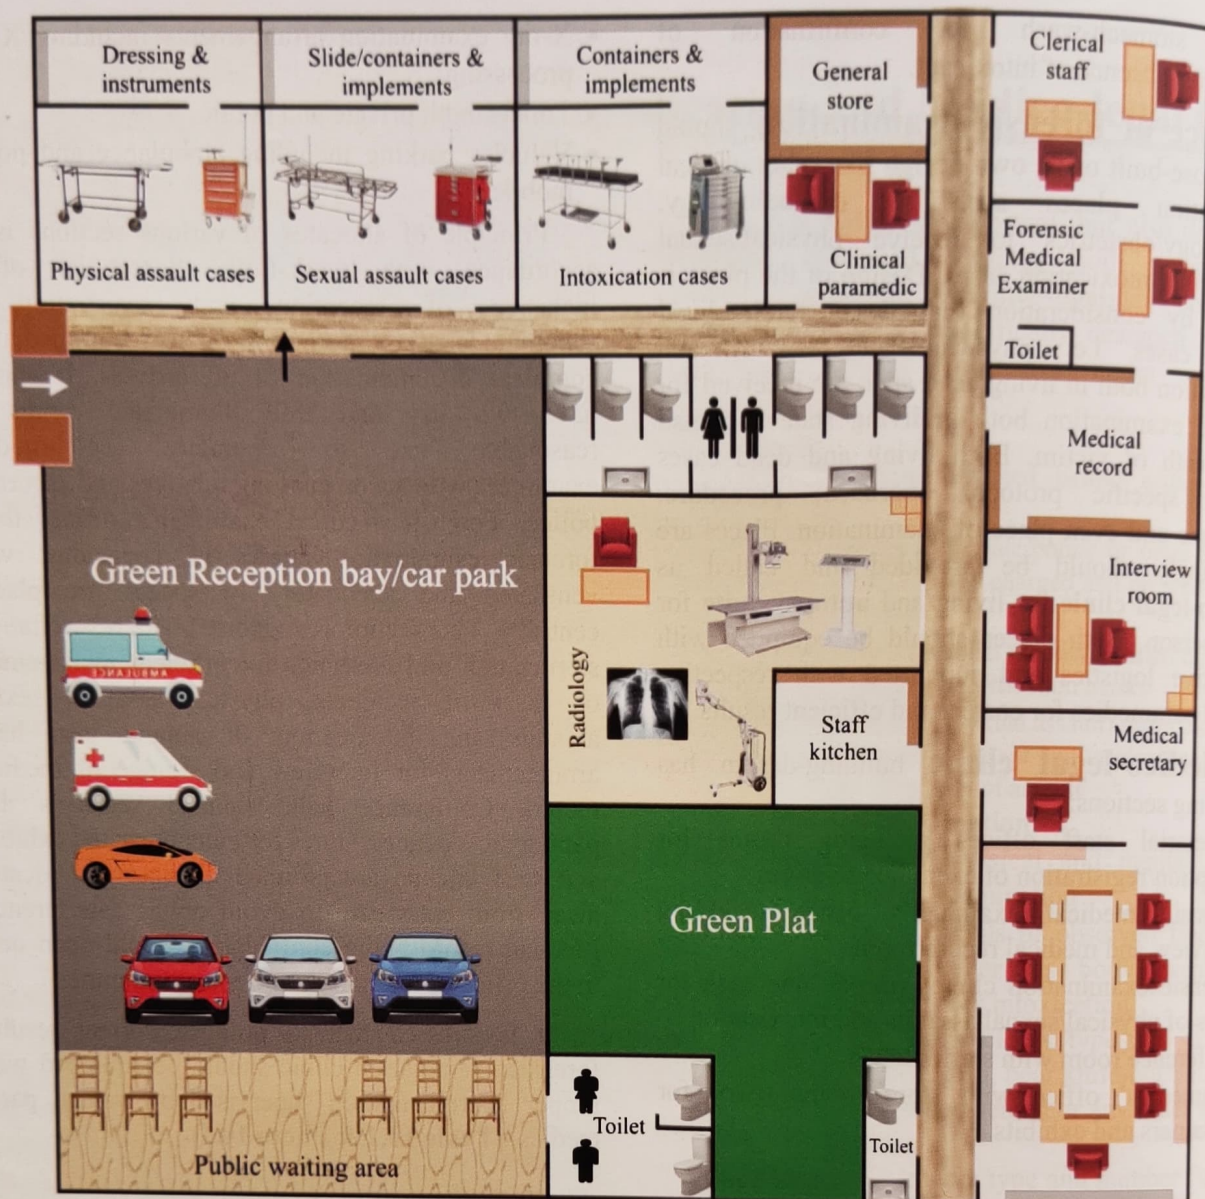 Dressing &
instruments
Slide/containers &
implements
Containers &
implements
General
store
Clerical
staff
Physical assault cases
Sexual assault cases
Intoxication cases
Clinical
paramedic
Forensic
Medical
Examiner
Toilet
Medical
record
Green Reception bay/car park
AMBULANCE
Radiology
Staff
kitchen
Interview
room
Medical
secretary
Green Plat
Toilet
Toilet
Public waiting area